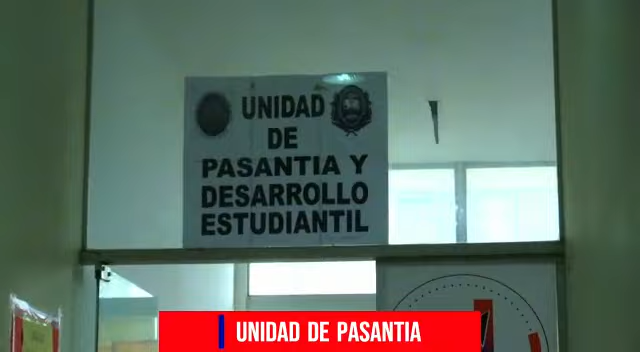 UNIDAD
DE
PASANTIA Y
DESARROLLO
ESTUDIANTIL
UNIDAD DE PASANTIA